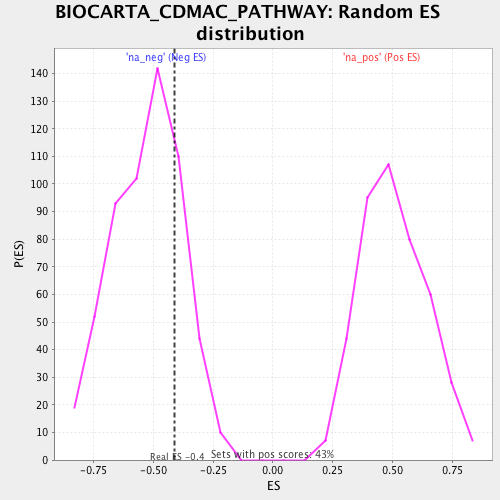 BIOCARTA_CDMAC_PATHWAY: Random ES
distribution
'na_neg' (Neg ES)
'na_pos' (Pos ES)
P(ES)
140
130
120
110
100
90
80
70
60
50
40
30
20
10
0
Real ES -0.4
Sets with pos scores: 43%
-0.75 -0.50 -0.25 0.00 0.25 0.50 0.75
ES